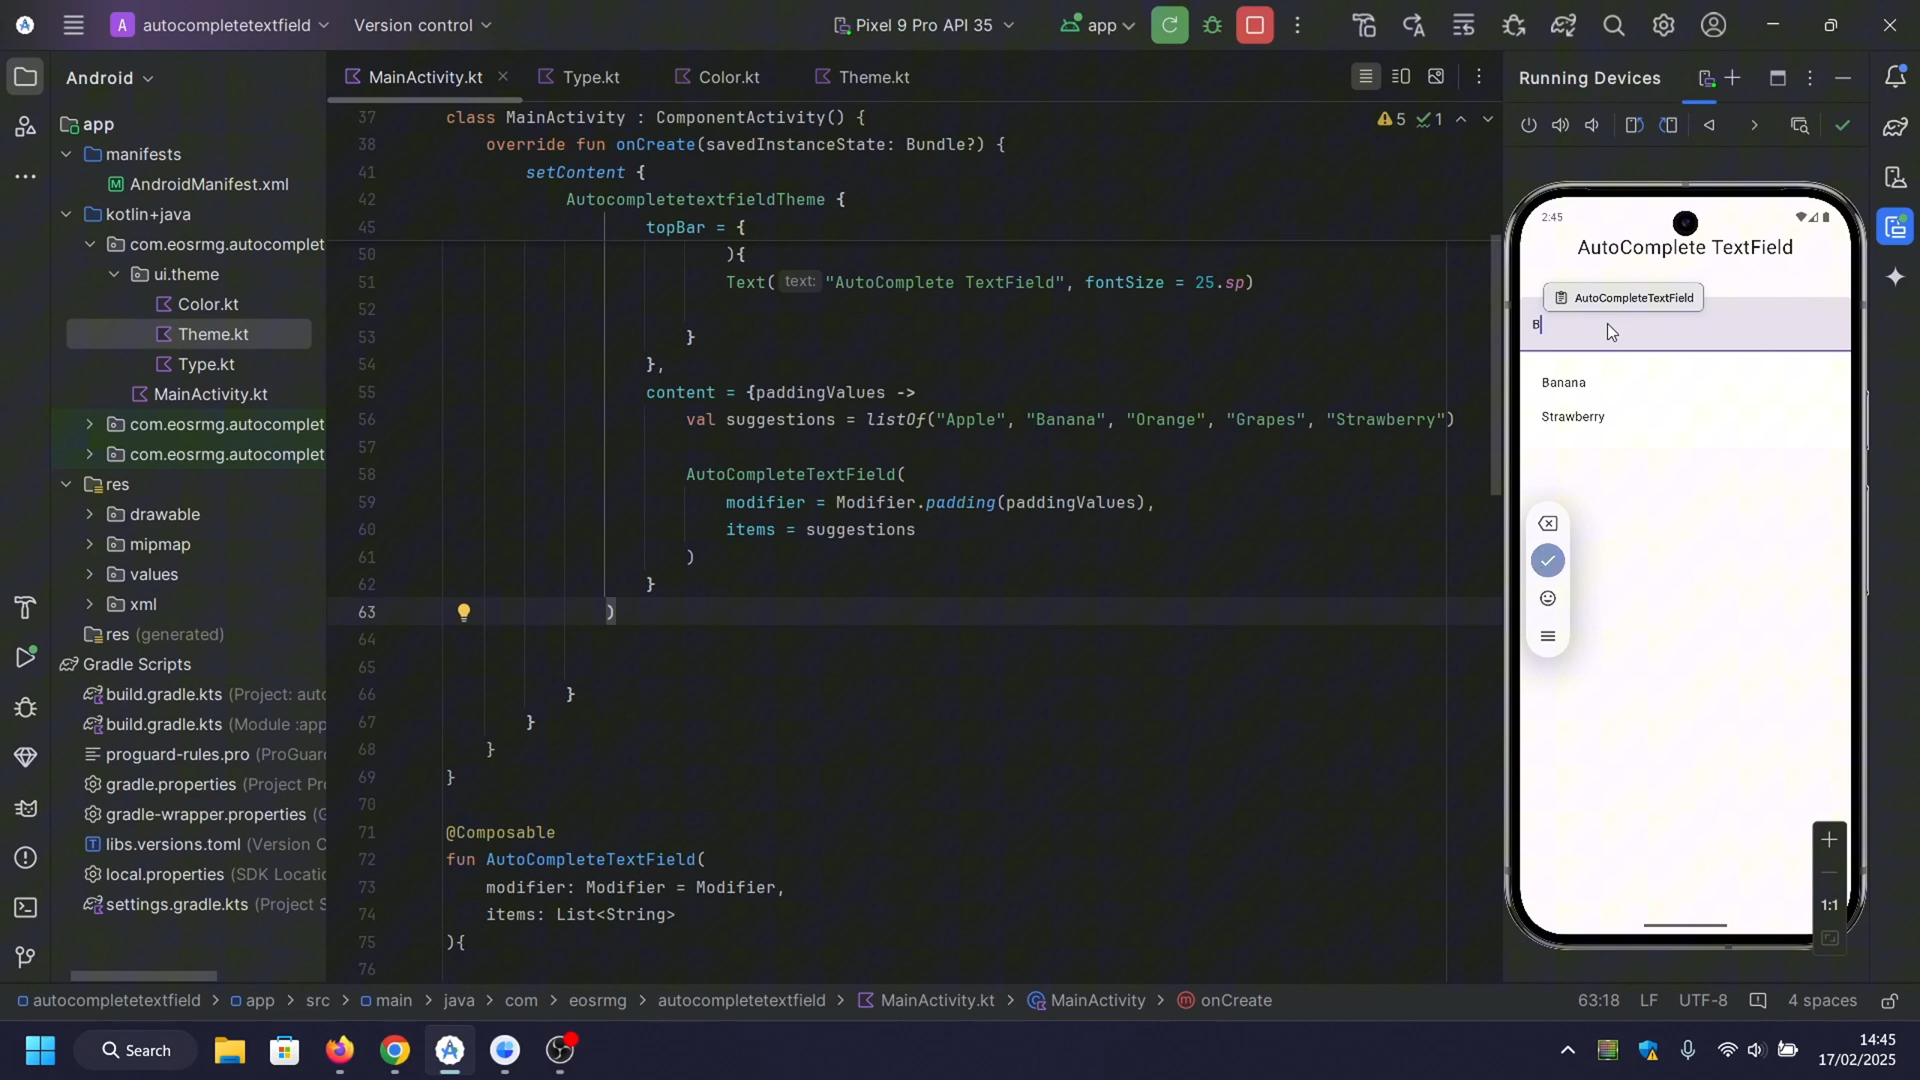 A autocompletetextfield Version control Pixel 9 Pro API 35 app
Android
MainActivity.kt Type.kt Color.kt Theme.kt
Running Devices
app
manifests
AndroidManifest.xml
kotlin+java
com.eosrmg.autocomplet
ui.theme
Color.kt
Theme.kt
Type.kt
MainActivity.kt
com.eosrmg.autocomplet
com.eosrmg.autocomplet
res
drawable
mipmap
values
xml
res (generated)
Gradle Scripts
build.gradle.kts (Project: auto
build.gradle.kts (Module :app
proguard-rules.pro (ProGuar
gradle.properties (Project Pr
gradle-wrapper.properties (G
libs.versions.toml (Version C
local.properties (SDK Locatio
settings.gradle.kts (Project S
37 class MainActivity : ComponentActivity() {
38 override fun onCreate(savedInstanceState: Bundle?) {
41 setContent {
42 AutocompletetextfieldTheme {
45 topBar = {
50 ){
51 Text( text: "AutoComplete TextField", fontSize = 25.sp)
52
53 }
54 },
55 content = {paddingValues ->
56 val suggestions = listOf("Apple", "Banana", "Orange", "Grapes", "Strawberry")
57
58 AutoCompleteTextField(
59 modifier = Modifier.padding(paddingValues),
60 items = suggestions
61 )
62 }
63 )
64
65
66 }
67 }
68 }
69 }
70
71 @Composable
72 fun AutoCompleteTextField(
73 modifier: Modifier = Modifier,
74 items: List<String>
75 ){
76
5 1
2:45
AutoComplete TextField
AutoCompleteTextField
B
Banana
Strawberry
1:1
autocompletetextfield > app > src > main > java > com > eosrmg > autocompletetextfield > MainActivity.kt > MainActivity > onCreate
63:18 LF UTF-8 4 spaces
Search
14:45
17/02/2025